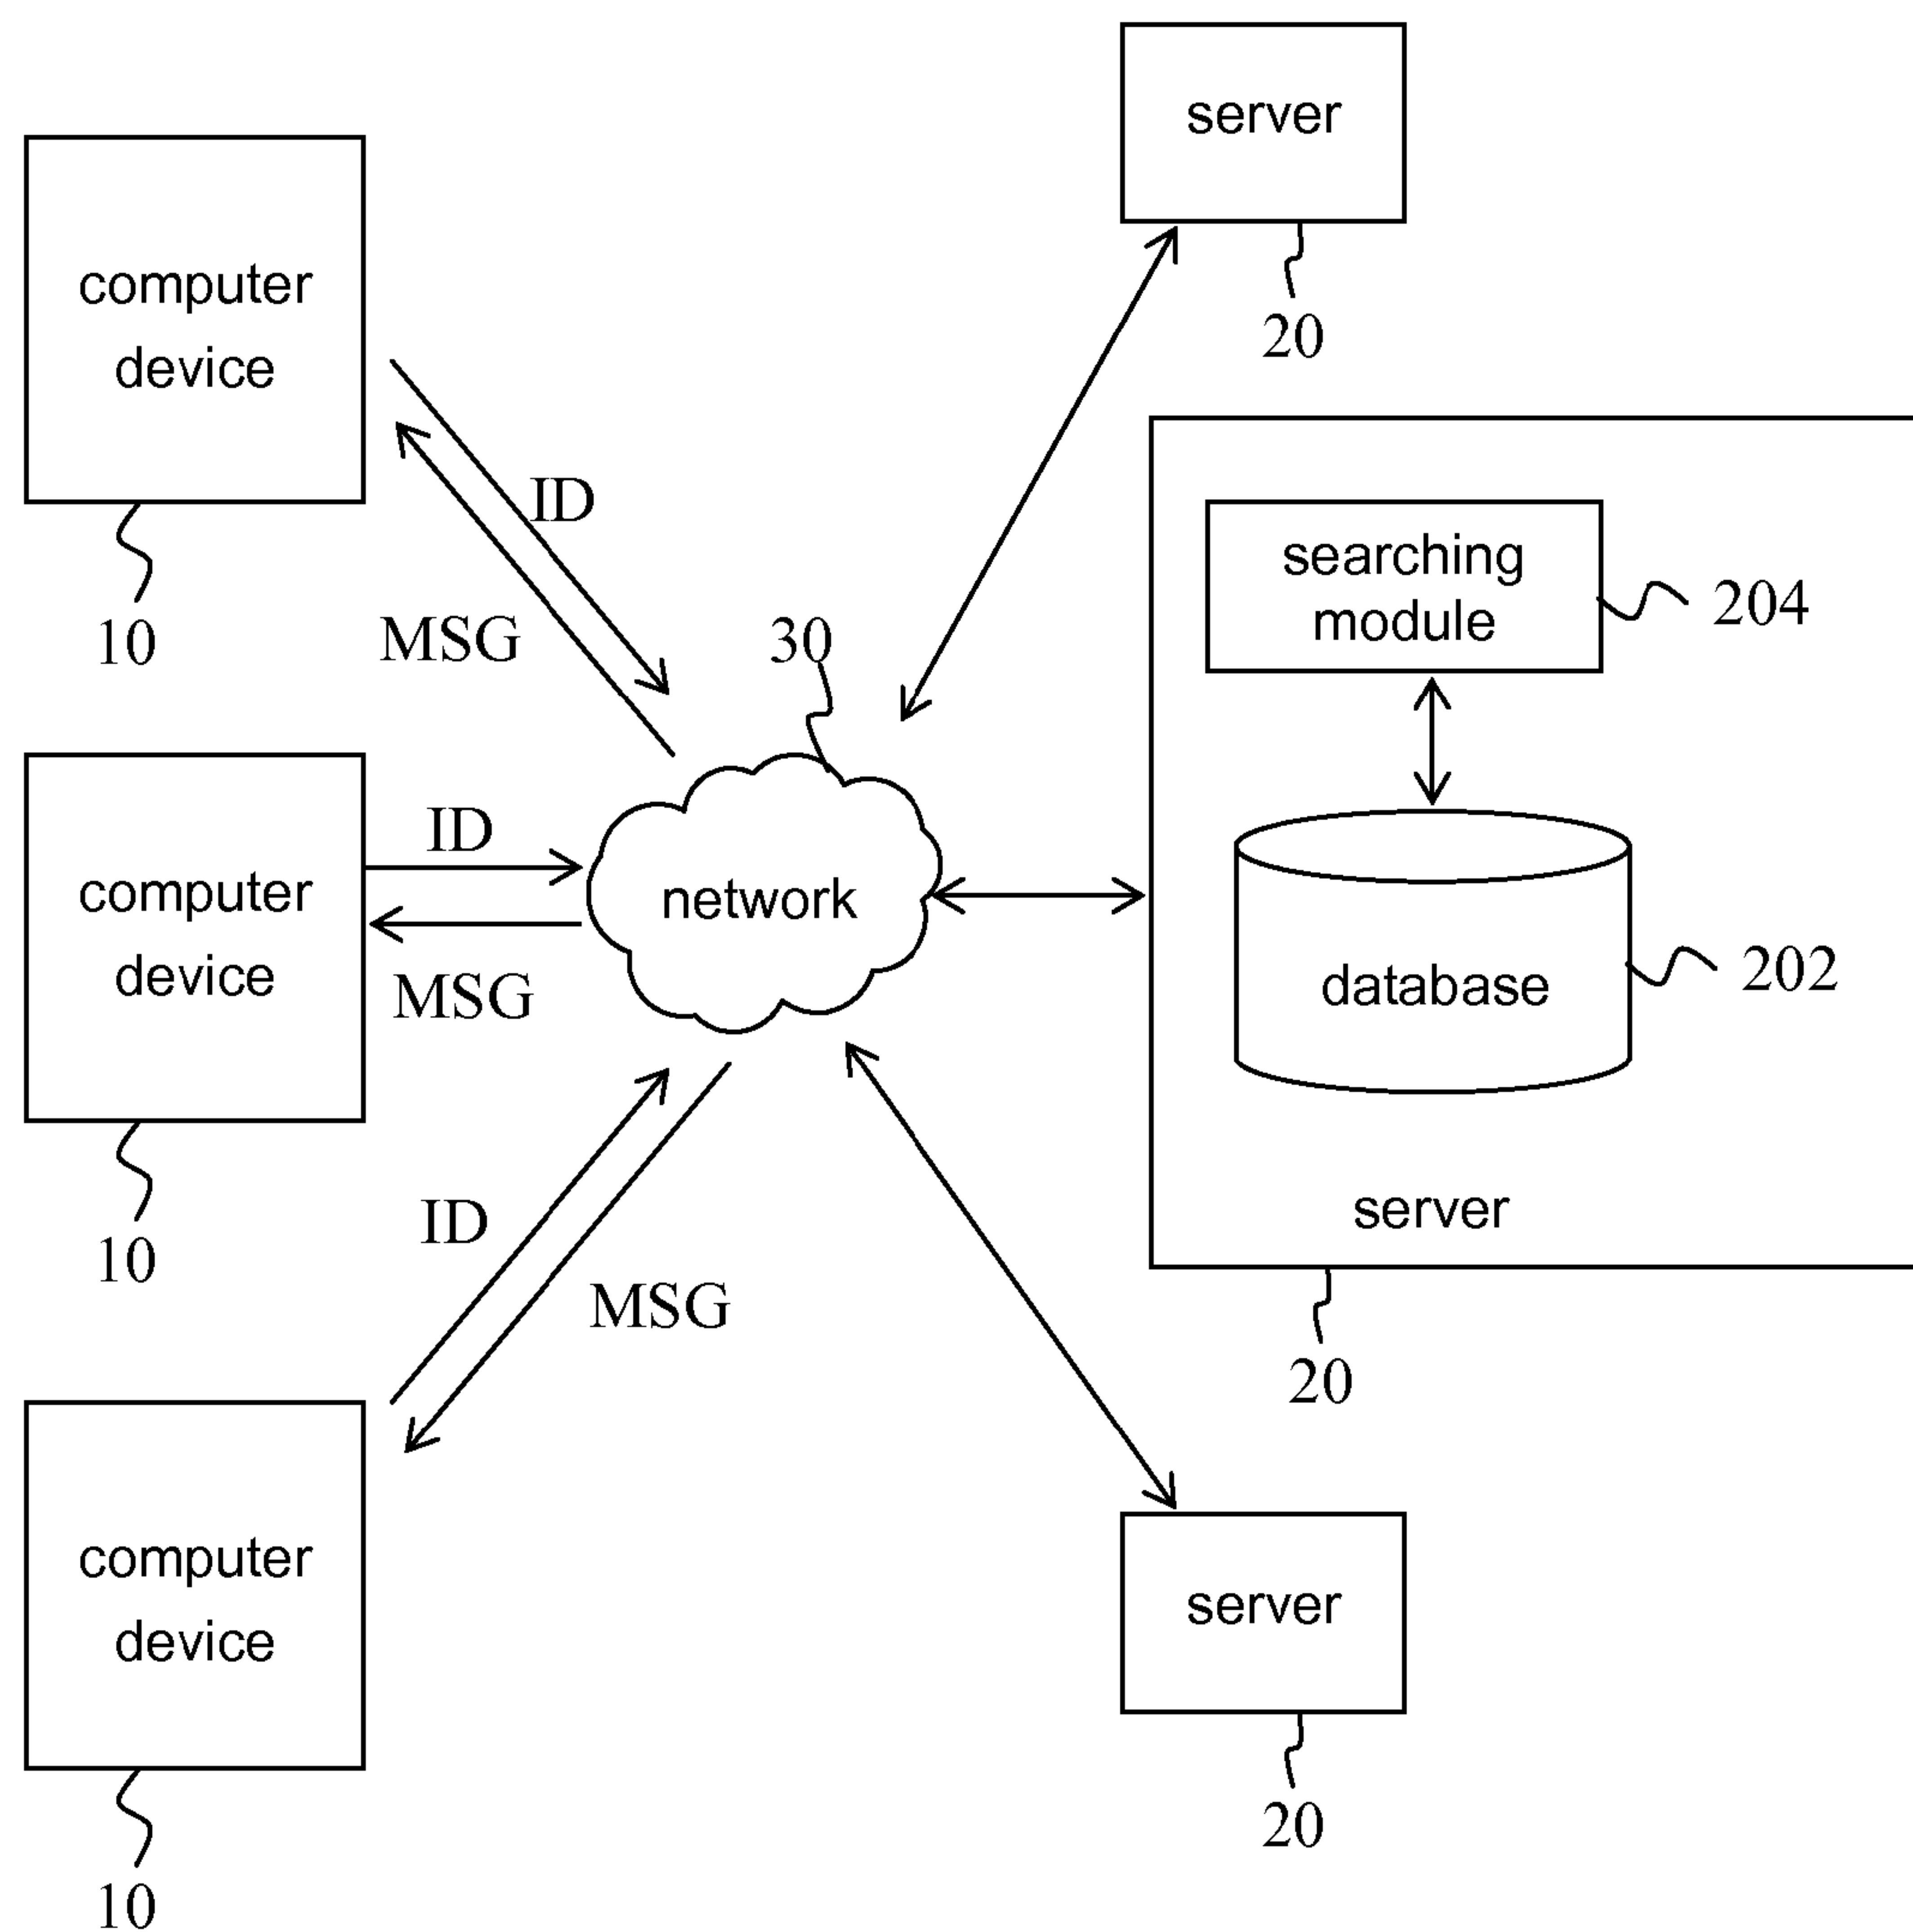 server
20
computer
device
10
ID
MSG
30
searching
module
204
computer
device
10
ID
MSG
network
database
202
server
20
ID
MSG
computer
device
10
server
20